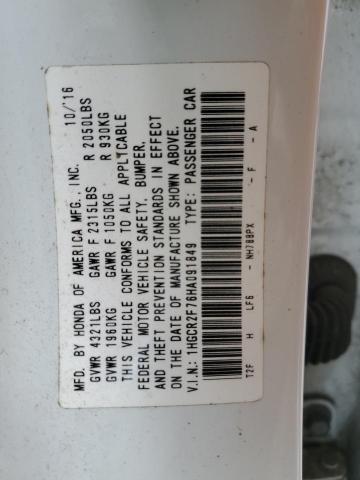 MFD. BY HONDA OF AMERICA MFG., INC. 10/'16
GVWR 4321LBS GAWR F 2315LBS R 2050LBS
GVWR 1960KG GAWR F 1050KG R 930KG
THIS VEHICLE CONFORMS TO ALL APPLICABLE
FEDERAL MOTOR VEHICLE SAFETY, BUMPER,
AND THEFT PREVENTION STANDARDS IN EFFECT
ON THE DATE OF MANUFACTURE SHOWN ABOVE.
V.I.N.: 1HGCR2F76HA091849 TYPE: PASSENGER CAR
T2F H LF6 - NH788PX - F - A